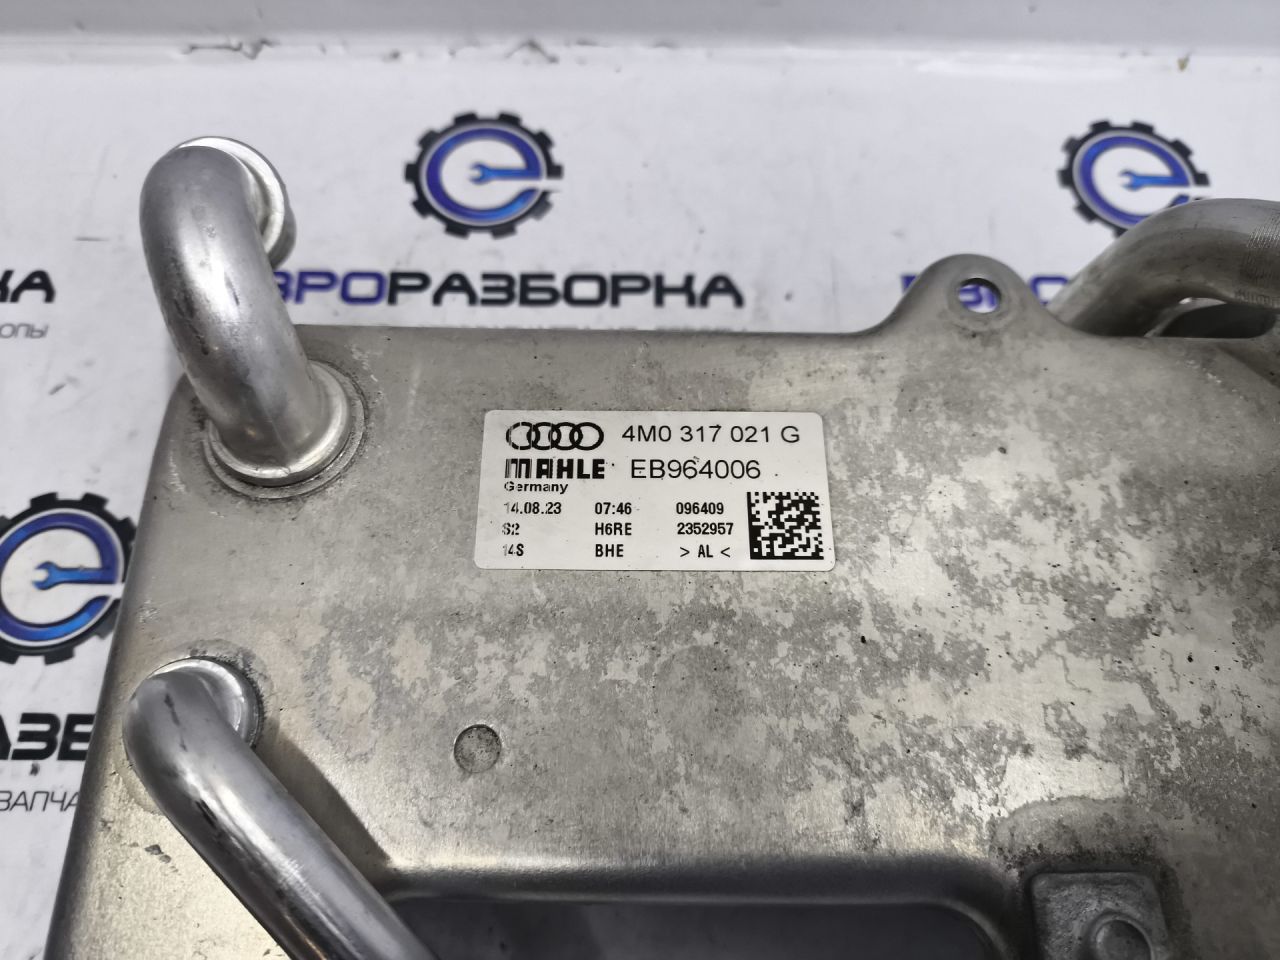 ЕВРОРАЗБОРКА
4M0 317 021 G
MAHLE EB964006
Germany
14.08.23 07:46 096409
S2 H6RE 2352957
14S BHE > AL <
ЗАПЧА